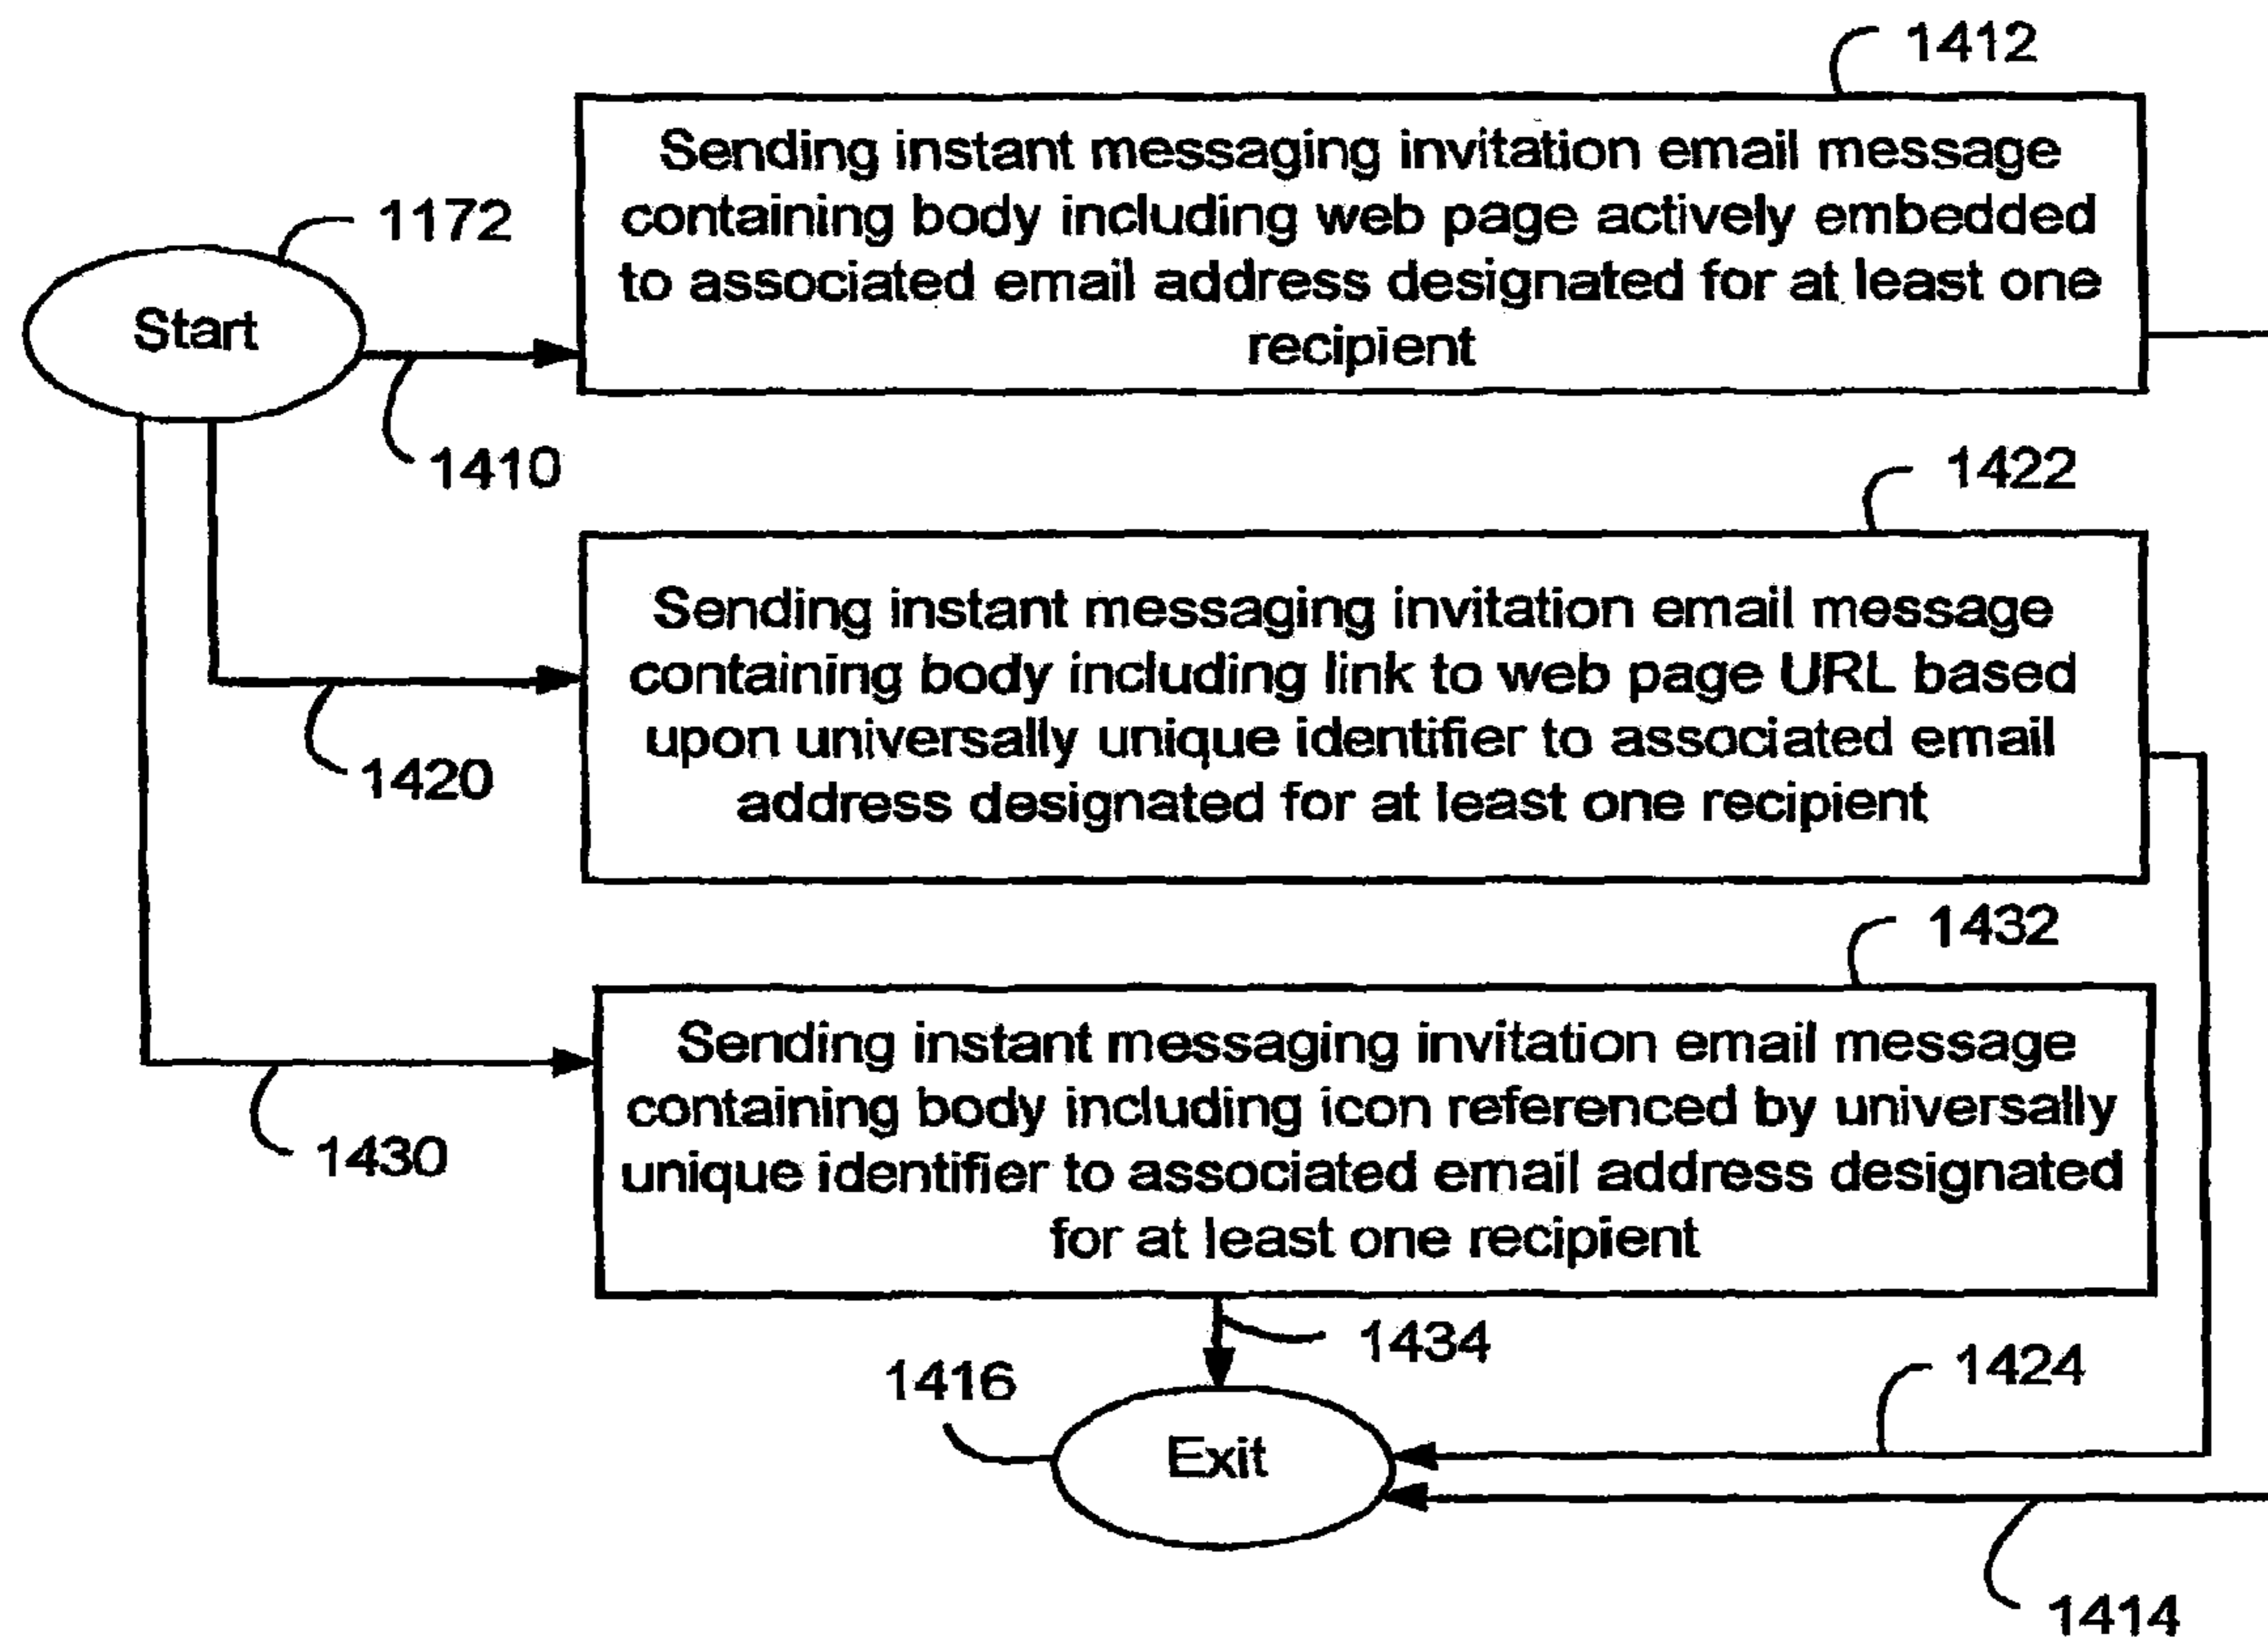 1412
Sending instant messaging invitation email message
containing body including web page actively embedded
to associated email address designated for at least one
recipient
1172
Start
1410
1422
Sending instant messaging invitation email message
containing body including link to web page URL based
upon universally unique identifier to associated email
address designated for at least one recipient
1420
1432
Sending instant messaging invitation email message
containing body including icon referenced by universally
unique identifier to associated email address designated
for at least one recipient
1430
1434
1416
1424
Exit
1414